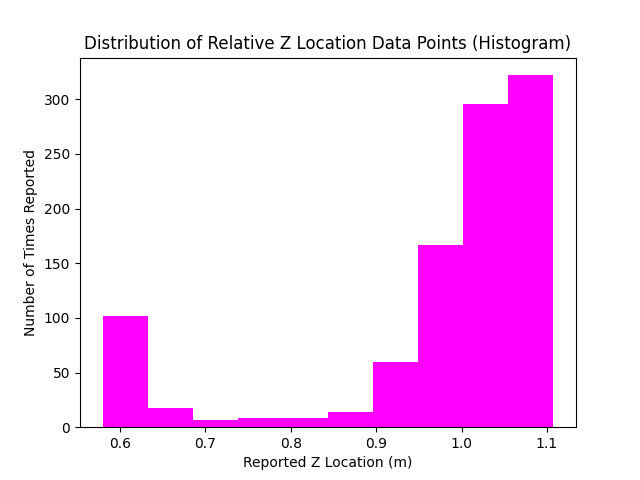 Distribution of Relative Z Location Data Points (Histogram)
Number of Times Reported
300
250
200
150
100
50
0
0.6 0.7 0.8 0.9 1.0 1.1
Reported Z Location (m)